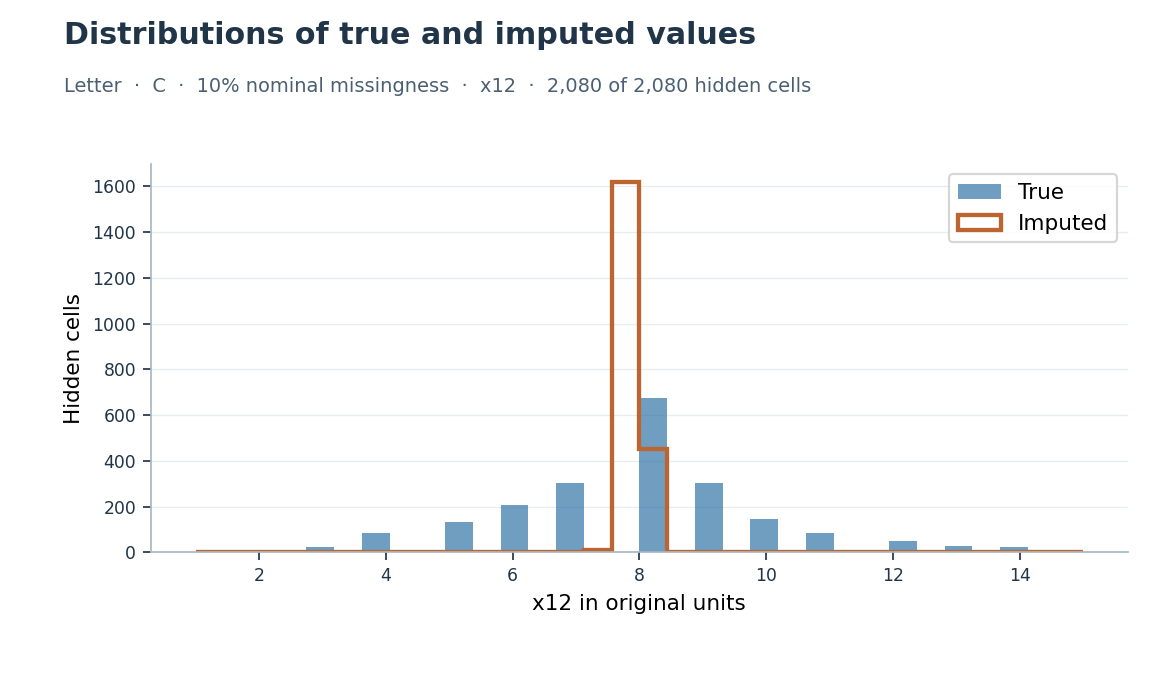 Distributions of true and imputed values
Letter · C · 10% nominal missingness · x12 · 2,080 of 2,080 hidden cells
True
Imputed
Hidden cells
1600
1400
1200
1000
800
600
400
200
0
2 4 6 8 10 12 14
x12 in original units